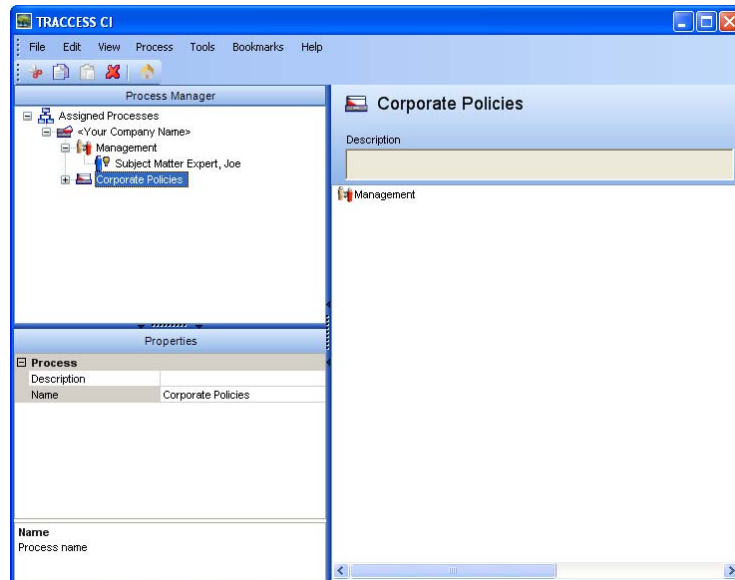 TRACCESS CI
File Edit View Process Tools Bookmarks Help
Process Manager
Assigned Processes
<Your Company Name>
Management
Subject Matter Expert, Joe
Corporate Policies
Properties
Process
Description
Name Corporate Policies
Name
Process name
Corporate Policies
Description
Management